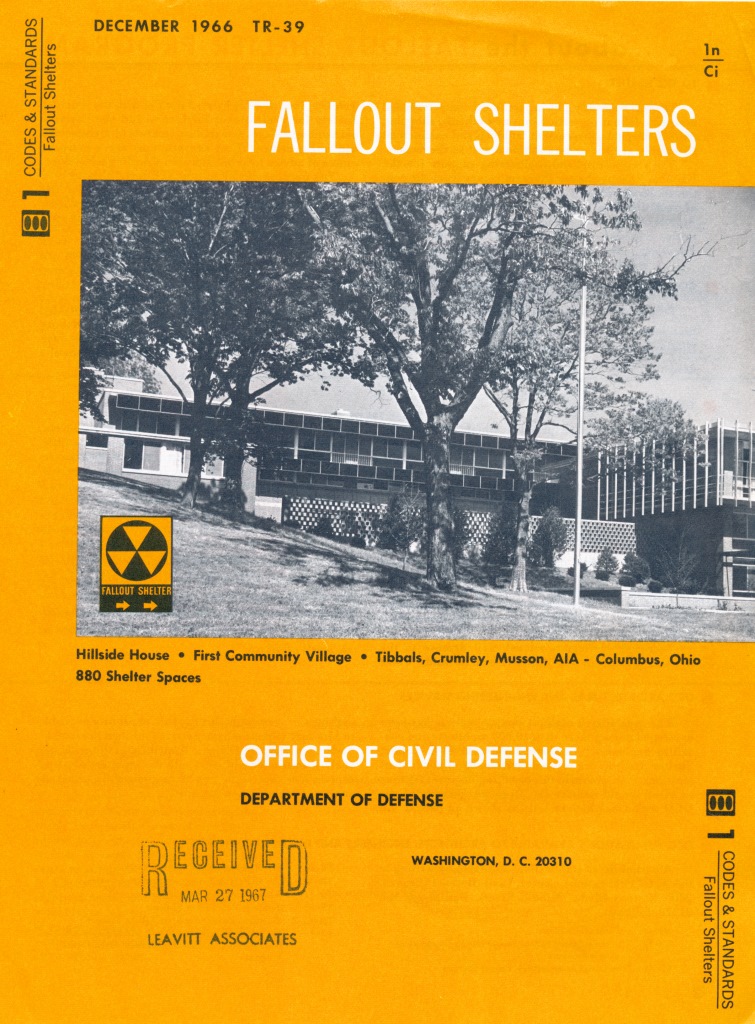 DECEMBER 1966 TR-39
1n
Ci
CODES & STANDARDS
Fallout Shelters
1
FALLOUT SHELTERS
FALLOUT SHELTER
Hillside House • First Community Village • Tibbals, Crumley, Musson, AIA - Columbus, Ohio
880 Shelter Spaces
OFFICE OF CIVIL DEFENSE
DEPARTMENT OF DEFENSE
WASHINGTON, D. C. 20310
RECEIVED
MAR 27 1967
LEAVITT ASSOCIATES
1
CODES & STANDARDS
Fallout Shelters